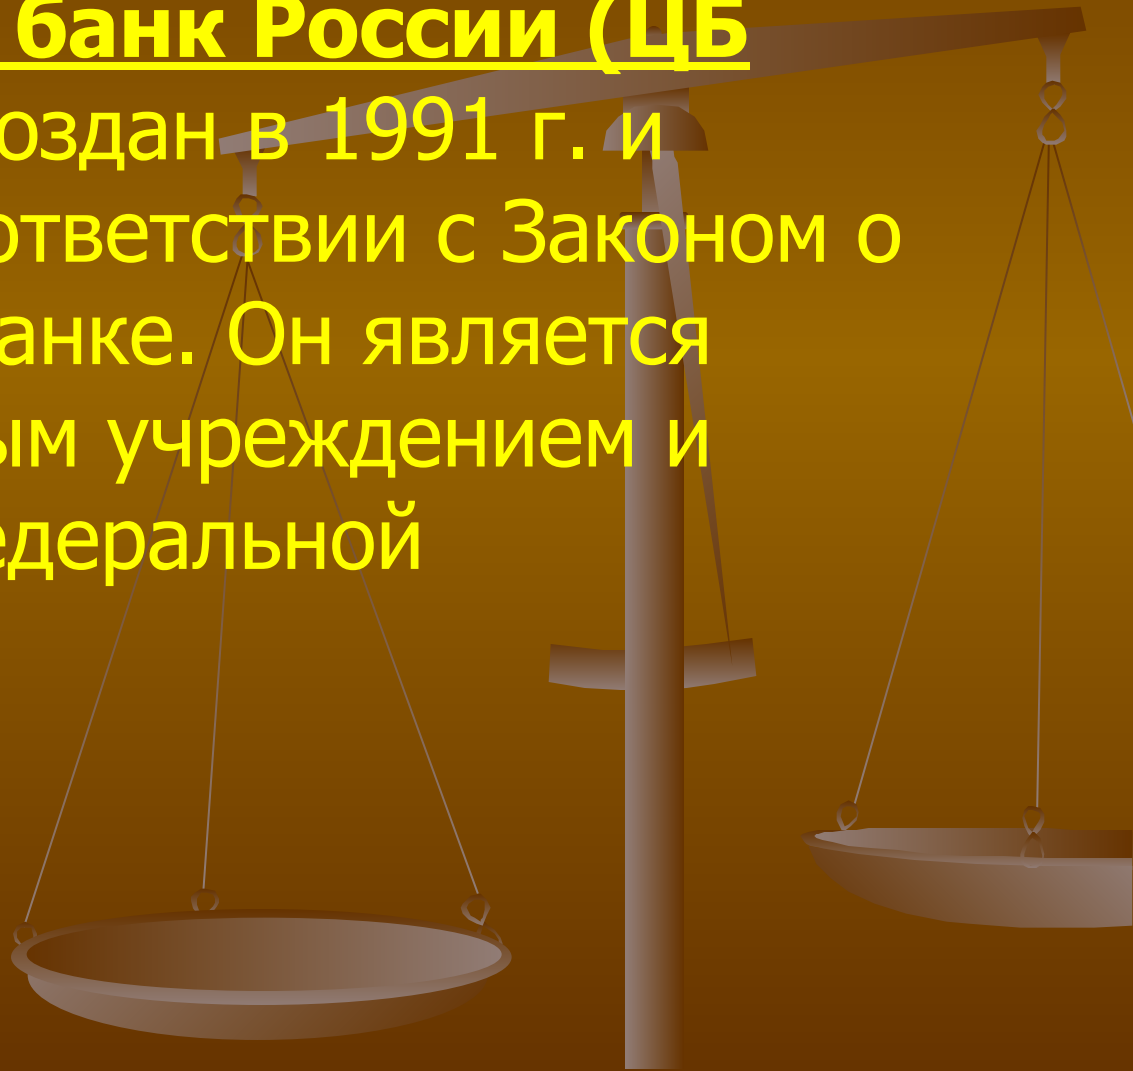 банк России (ЦБ
оздан в 1991 г. и
ответствии с Законом о
анке. Он является
ым учреждением и
едеральной